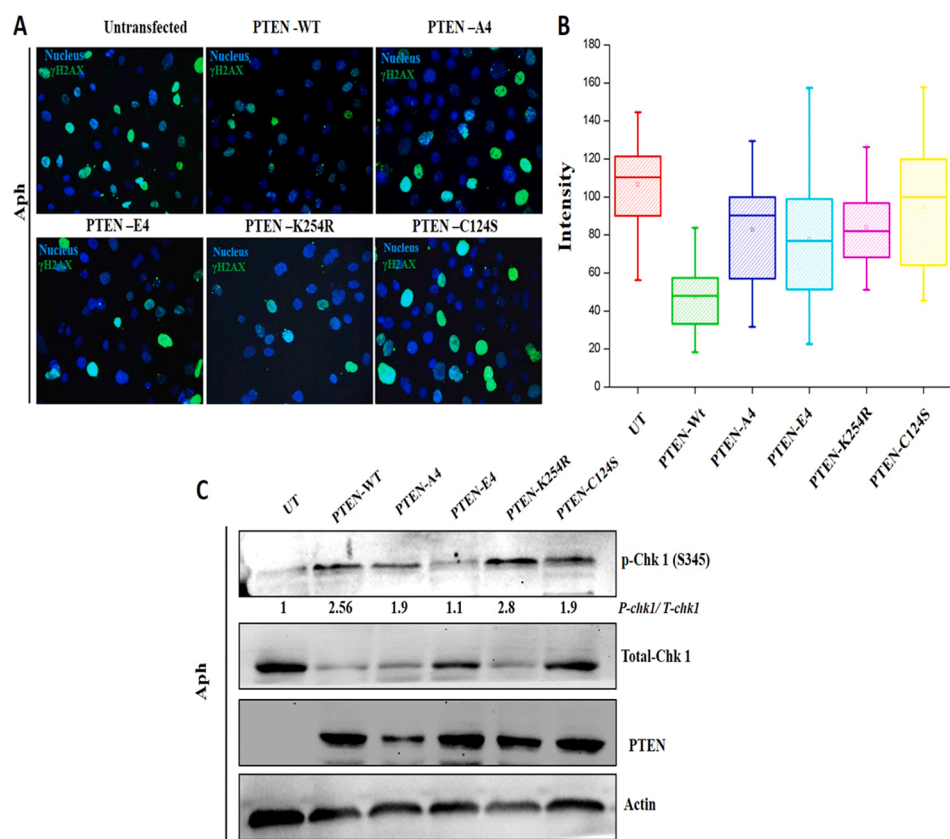 A
Untransfected PTEN -WT PTEN –A4
Nucleus Nucleus Nucleus
γH2AX γH2AX γH2AX
Aph
PTEN –E4 PTEN –K254R PTEN –C124S
Nucleus Nucleus Nucleus
γH2AX γH2AX γH2AX
B
180
160
140
120
100
80
60
40
20
0
Intensity
UT PTEN-Wt PTEN-A4 PTEN-E4 PTEN-K254R PTEN-C124S
C
UT PTEN-WT PTEN-A4 PTEN-E4 PTEN-K254R PTEN-C124S
p-Chk 1 (S345)
1 2.56 1.9 1.1 2.8 1.9 P-chk1/ T-chk1
Total-Chk 1
Aph
PTEN
Actin